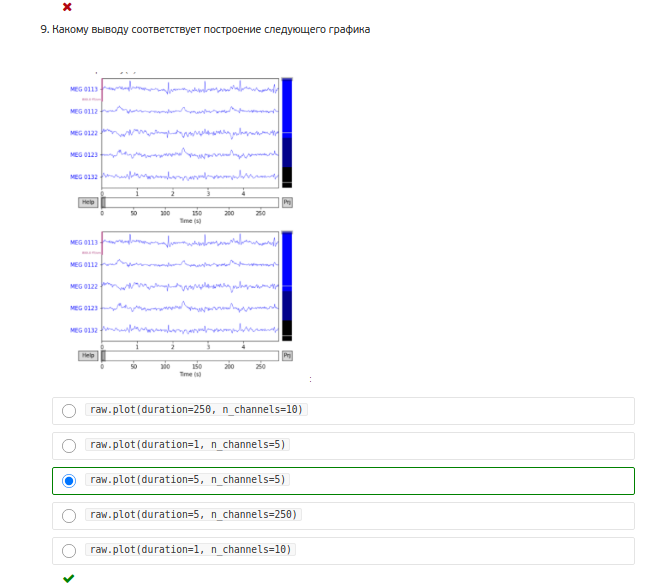 9. Какому выводу соответствует построение следующего графика
MEG 0113
MEG 0112
MEG 0122
MEG 0123
MEG 0132
0 1 2 3 4
Help
Prj
0 50 100 150 200 250
Time (s)
MEG 0113
MEG 0112
MEG 0122
MEG 0123
MEG 0132
0 1 2 3 4
Help
Prj
0 50 100 150 200 250
Time (s)
:
raw.plot(duration=250, n_channels=10)
raw.plot(duration=1, n_channels=5)
raw.plot(duration=5, n_channels=5)
raw.plot(duration=5, n_channels=250)
raw.plot(duration=1, n_channels=10)